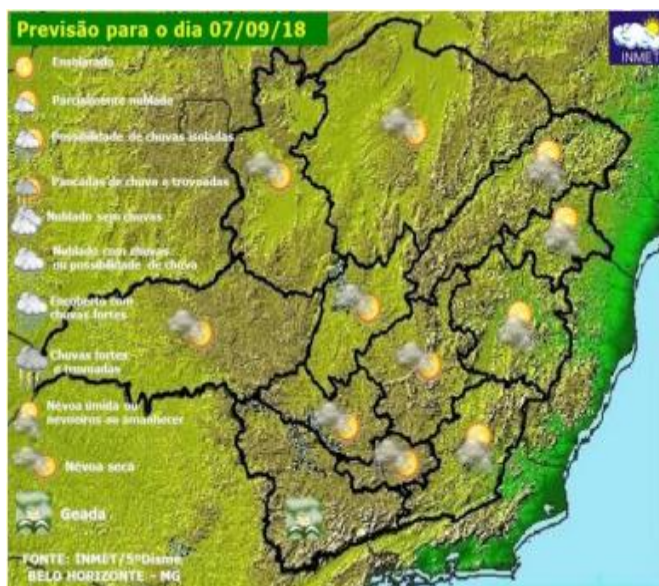 Previsão para o dia 07/09/18
INMET
Ensolarado
Parcialmente nublado
Possibilidade de chuvas isoladas
Pancadas de chuva e trovoadas
Nublado sem chuvas
Nublado com chuvas
ou possibilidade de chuva
Encoberto com
chuvas fortes
Chuvas fortes
e trovoadas
Névoa úmida ou
nevoeiros ao amanhecer
Névoa seca
Geada
FONTE: INMET/5ºDisme
BELO HORIZONTE - MG